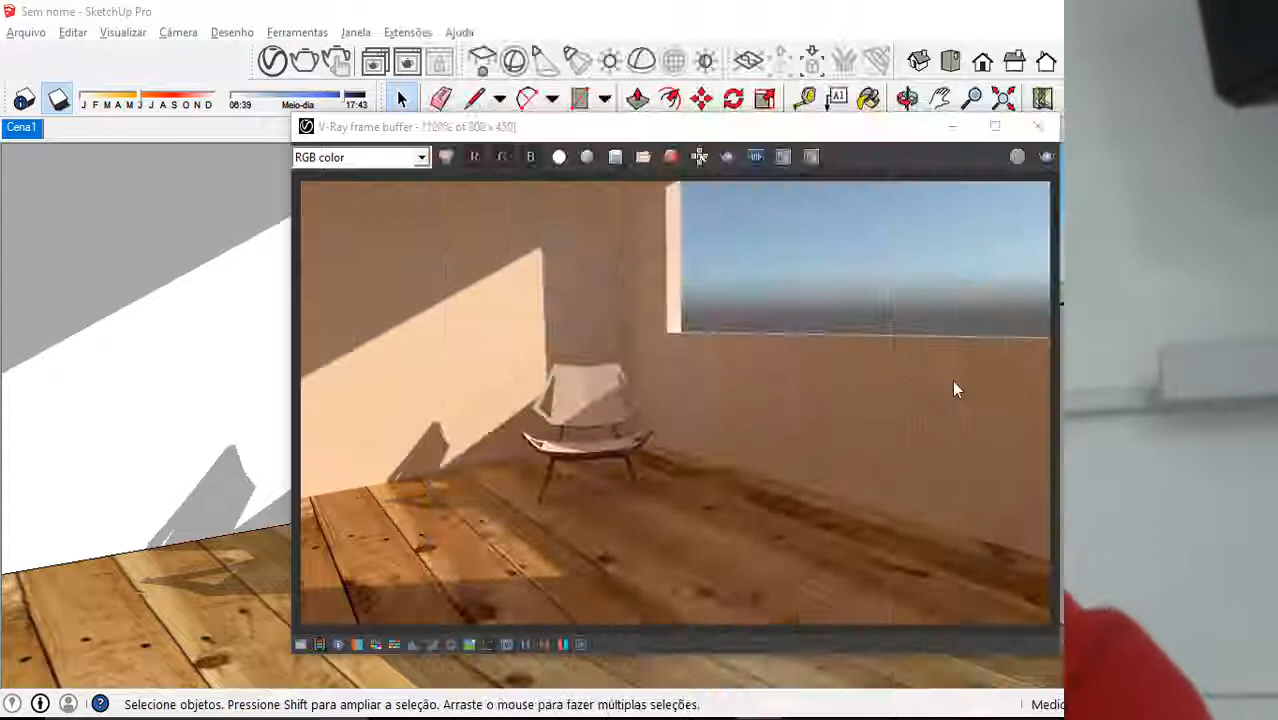 Sem nome - SketchUp Pro
Arquivo Editar Visualizar Câmera Desenho Ferramentas Janela Extensões Ajuda
J F M A M J J A S O N D 06:39 Meio-dia 17:43
Cena1
V-Ray frame buffer -
RGB color
R B
Selecione objetos. Pressione Shift para ampliar a seleção. Arraste o mouse para fazer múltiplas seleções.